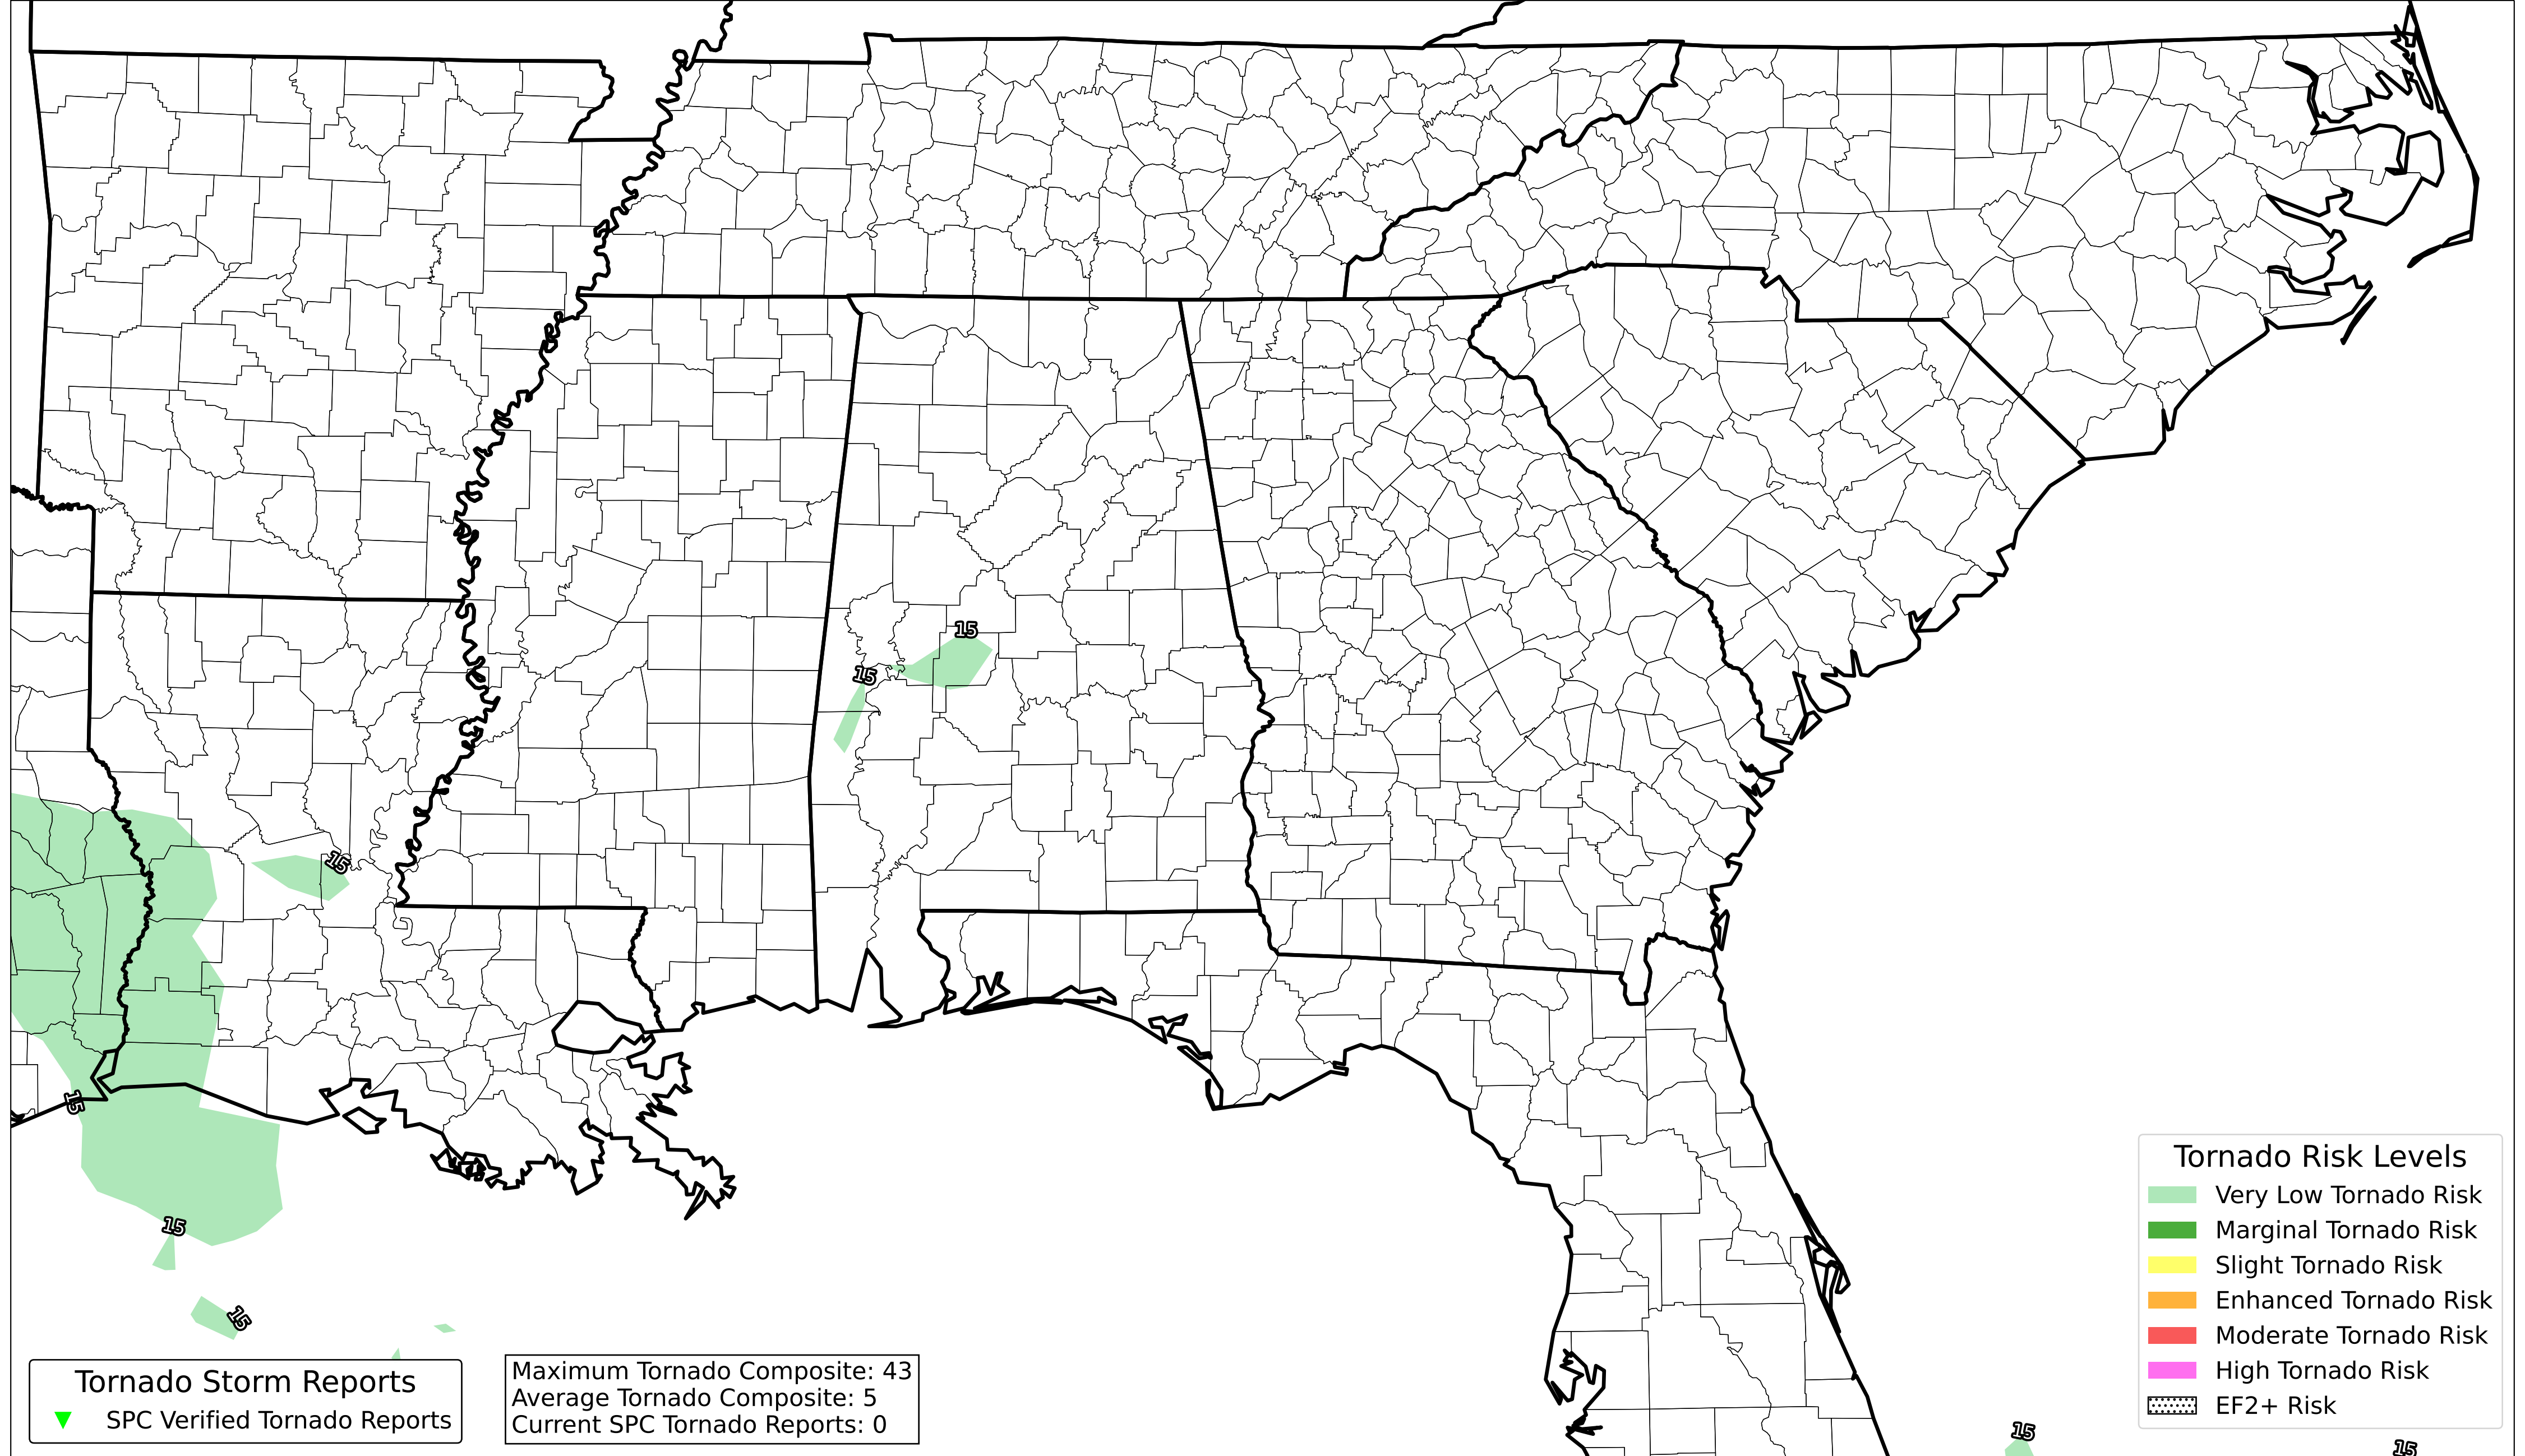 15
15
15
15
15
15
Tornado Storm Reports
SPC Verified Tornado Reports
Maximum Tornado Composite: 43
Average Tornado Composite: 5
Current SPC Tornado Reports: 0
Tornado Risk Levels
Very Low Tornado Risk
Marginal Tornado Risk
Slight Tornado Risk
Enhanced Tornado Risk
Moderate Tornado Risk
High Tornado Risk
EF2+ Risk
15
15